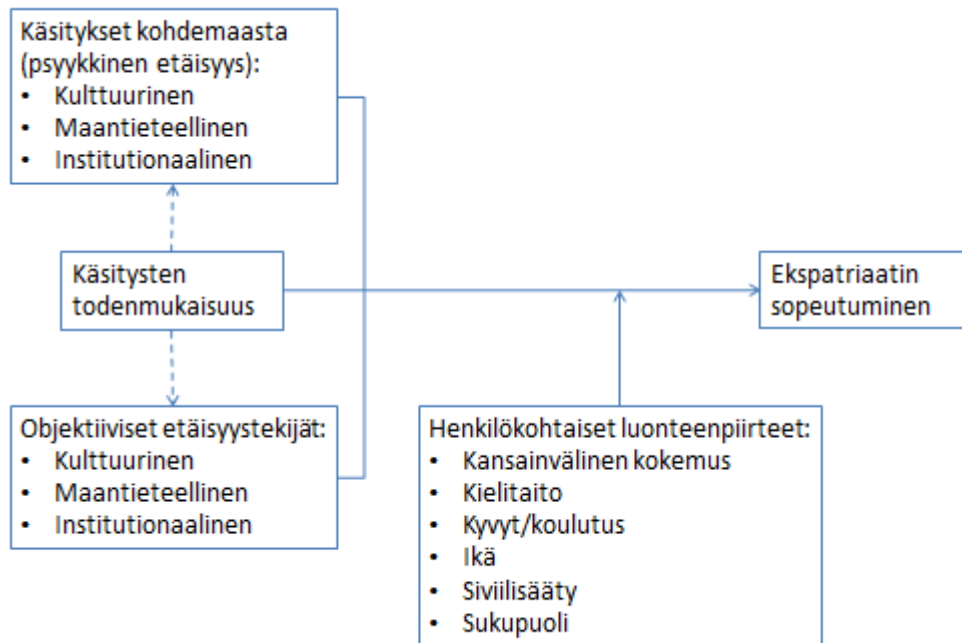 Käsitykset kohdemaasta
(psyykkinen etäisyys):
• Kulttuurinen
• Maantieteellinen
• Institutionaalinen
Käsitysten
todenmukaisuus
Ekspatriaatin
sopeutuminen
Objektiiviset etäisyystekijät:
• Kulttuurinen
• Maantieteellinen
• Institutionaalinen
Henkilökohtaiset luonteenpiirteet:
• Kansainvälinen kokemus
• Kielitaito
• Kyvyt/koulutus
• Ikä
• Siviilisääty
• Sukupuoli